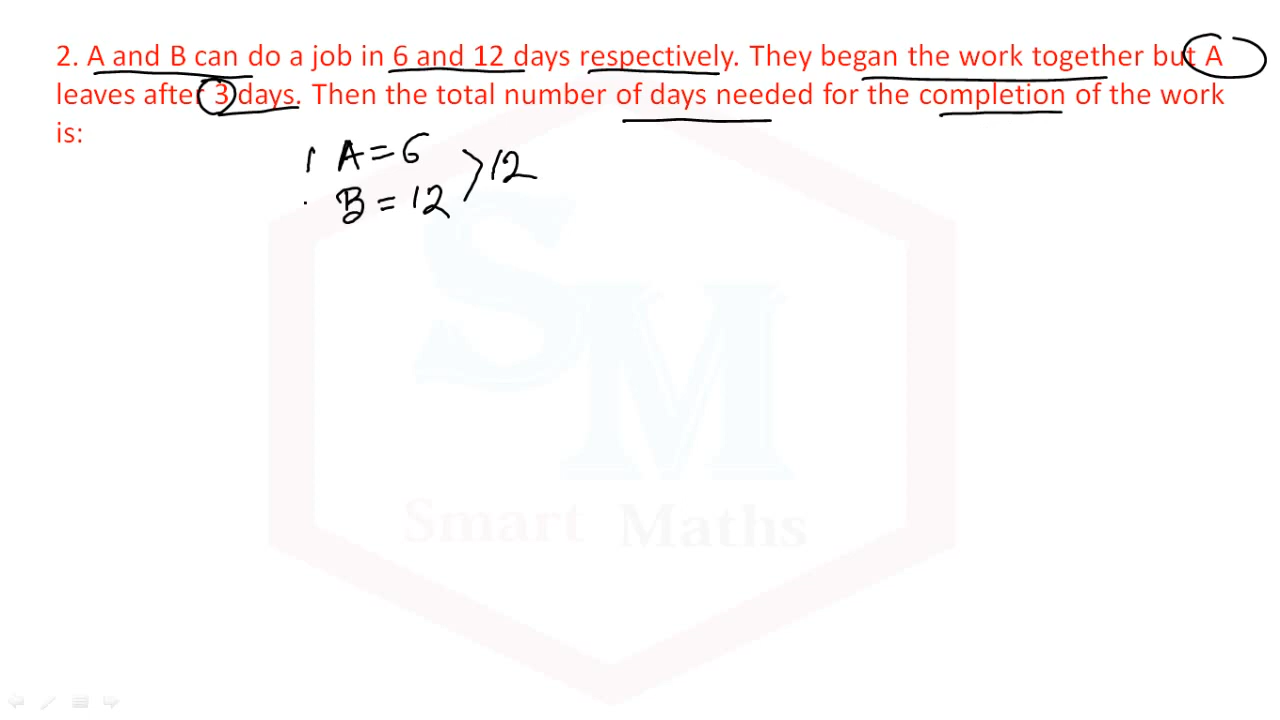 2. A and B can do a job in 6 and 12 days respectively. They began the work together but A
leaves after 3 days. Then the total number of days needed for the completion of the work
is:
A = 6
B = 12
> 12
SM
Smart Maths